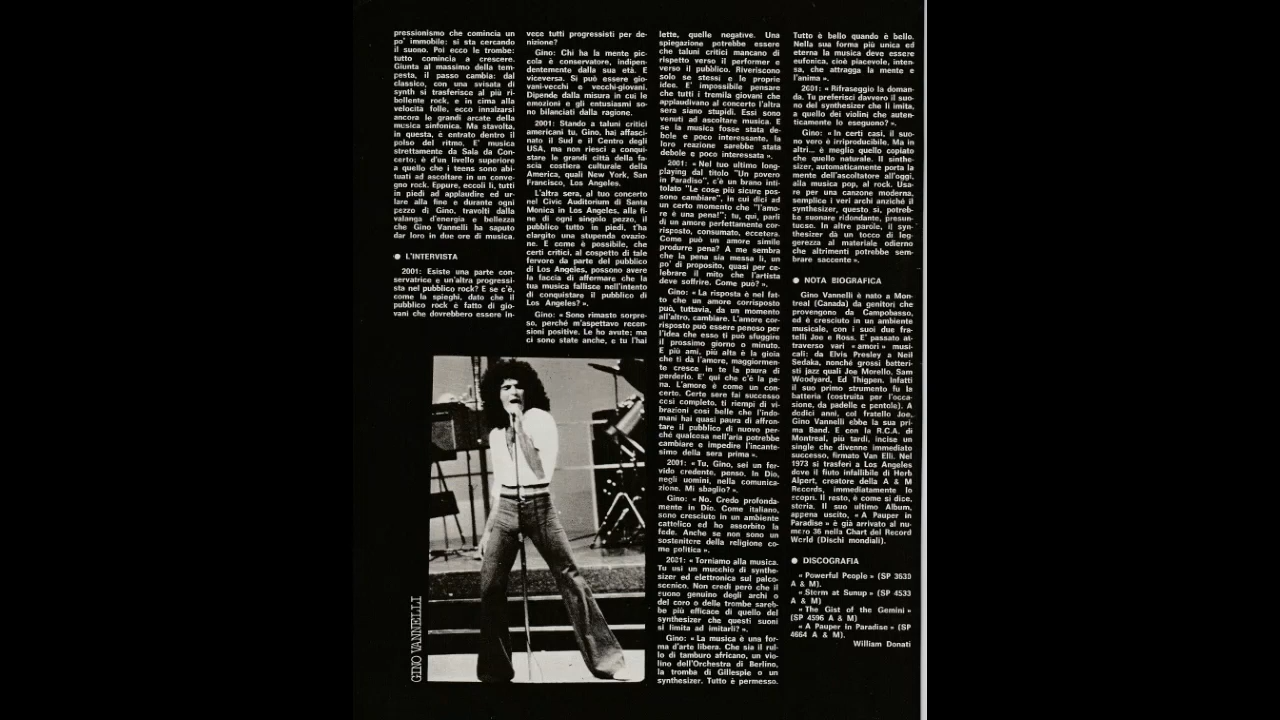 pressionismo che comincia un
po' immobile: si sta cercando
il suono. Poi ecco le trombe:
tutto comincia a crescere.
Giunta al massimo della tem-
pesta, il passo cambia: dal
classico, con una svisata di
synth si trasferisce al più ri-
bollente rock, e in cima alla
velocità folle, ecco innalzarsi
ancora le grandi arcate della
musica sinfonica. Ma stavolta,
in questa, è entrato dentro il
polso del ritmo. E' musica
strettamente da Sala da Con-
certo; è d'un livello superiore
a quello che i teens sono abi-
tuati ad ascoltare in un conve-
gno rock. Eppure, eccoli lì, tutti
in piedi ad applaudire ed ur-
lare alla fine e durante ogni
pezzo di Gino, travolti dalla
valanga d'energia e bellezza
che Gino Vannelli ha saputo
dar loro in due ore di musica.
● L'INTERVISTA
2001: Esiste una parte con-
servatrice e un'altra progressi-
sta nel pubblico rock? E se c'è,
come la spieghi, dato che il
pubblico rock è fatto di gio-
vani che dovrebbero essere in-
vece tutti progressisti per de-
nizione?
Gino: Chi ha la mente pic-
cola è conservatore, indipen-
dentemente dalla sua età. E
viceversa. Si può essere gio-
vani-vecchi e vecchi-giovani.
Dipende dalla misura in cui le
emozioni e gli entusiasmi so-
no bilanciati dalla ragione.
2001: Stando a taluni critici
americani tu, Gino, hai affasci-
nato il Sud e il Centro degli
USA, ma non riesci a conqui-
stare le grandi città della fa-
scia costiera culturale della
America, quali New York, San
Francisco, Los Angeles.
L'altra sera, al tuo concerto
nel Civic Auditorium di Santa
Monica in Los Angeles, alla fi-
ne di ogni singolo pezzo, il
pubblico tutto in piedi, t'ha
elargito una stupenda ovazio-
ne. E come è possibile, che
certi critici, al cospetto di tale
fervore da parte del pubblico
di Los Angeles, possono avere
la faccia di affermare che la
tua musica fallisce nell'intento
di conquistare il pubblico di
Los Angeles? ».
Gino: « Sono rimasto sorpre-
so, perché m'aspettavo recen-
sioni positive. Le ho avute; ma
ci sono state anche, e tu l'hai
lette, quelle negative. Una
spiegazione potrebbe essere
che taluni critici mancano di
rispetto verso il performer e
verso il pubblico. Riveriscono
solo se stessi e le proprie
idee. E' impossibile pensare
che tutti i tremila giovani che
applaudivano al concerto l'altra
sera siano stupidi. Essi sono
venuti ad ascoltare musica. E
se la musica fosse stata de-
bole e poco interessante, la
loro reazione sarebbe stata
debole e poco interessata ».
2001: « Nel tuo ultimo long-
playing dal titolo "Un povero
in Paradiso", c'è un brano inti-
tolato "Le cose più sicure pos-
sono cambiare", in cui dici ad
un certo momento che "l'amo-
re è una pena!"; tu, qui, parli
di un amore perfettamente cor-
risposto, consumato, eccetera.
Come può un amore simile
produrre pena? A me sembra
che la pena sia messa lì, un
po' di proposito, quasi per ce-
lebrare il mito che l'artista
deve soffrire. Come può? ».
Gino: « La risposta è nel fat-
to che un amore corrisposto
può, tuttavia, da un momento
all'altro, cambiare. L'amore cor-
risposto può essere penoso per
l'idea che esso ti può sfuggire
il prossimo giorno o minuto.
E più ami, più alta è la gioia
che ti dà l'amore, maggiormen-
te cresce in te la paura di
perderlo. E' qui che c'è la pe-
na. L'amore è come un con-
certo. Certe sere fai successo
così completo, ti riempi di vi-
brazioni così belle che l'indo-
mani hai quasi paura di affron-
tare il pubblico di nuovo per-
ché qualcosa nell'aria potrebbe
cambiare e impedire l'incante-
simo della sera prima ».
2001: « Tu, Gino, sei un fer-
vido credente, penso. In Dio,
negli uomini, nella comunica-
zione. Mi sbaglio? ».
Gino: « No. Credo profonda-
mente in Dio. Come italiano,
sono cresciuto in un ambiente
cattolico ed ho assorbito la
fede. Anche se non sono un
sostenitore della religione co-
me politica ».
2001: « Torniamo alla musica.
Tu usi un mucchio di synthe-
sizer ed elettronica sul palco-
scenico. Non credi però che il
suono genuino degli archi o
del coro o delle trombe sareb-
be più efficace di quello del
synthesizer che questi suoni
si limita ad imitarli? ».
Gino: « La musica è una for-
ma d'arte libera. Che sia il rul-
lo di tamburo africano, un vio-
lino dell'Orchestra di Berlino,
la tromba di Gillespie o un
synthesizer. Tutto è permesso.
Tutto è bello quando è bello.
Nella sua forma più unica ed
eterna la musica deve essere
eufonica, cioè piacevole, inten-
sa, che attragga la mente e
l'anima ».
2001: « Rifraseggio la doman-
da. Tu preferisci davvero il suo-
no del synthesizer che li imita,
a quello dei violini che auten-
ticamente lo eseguono? ».
Gino: « In certi casi, il suo-
no vero è irriproducibile. Ma in
altri... è meglio quello copiato
che quello naturale. Il sinthe-
sizer, automaticamente porta la
mente dell'ascoltatore all'oggi,
alla musica pop, al rock. Usa-
re per una canzone moderna,
semplice i veri archi anziché il
synthesizer, questo sì, potreb-
be suonare ridondante, presun-
tuoso. In altre parole, il syn-
thesizer dà un tocco di leg-
gerezza al materiale odierno
che altrimenti potrebbe sem-
brare saccente ».
● NOTA BIOGRAFICA
Gino Vannelli è nato a Mon-
treal (Canada) da genitori che
provengono da Campobasso,
ed è cresciuto in un ambiente
musicale, con i suoi due fra-
telli Joe e Ross. E' passato at-
traverso vari « amori » musi-
cali: da Elvis Presley a Neil
Sedaka, nonché grossi batteri-
sti jazz quali Joe Morello, Sam
Woodyard, Ed Thigpen. Infatti
il suo primo strumento fu la
batteria (costruita per l'occa-
sione, da padelle e pentole). A
dodici anni, col fratello Joe,
Gino Vannelli ebbe la sua pri-
ma Band. E con la R.C.A. di
Montreal, più tardi, incise un
single che divenne immediato
successo, firmato Van Elli. Nel
1973 si trasferì a Los Angeles
dove il fiuto infallibile di Herb
Alpert, creatore della A & M
Records, immediatamente lo
scoprì. Il resto, è come si dice,
storia. Il suo ultimo Album,
appena uscito, « A Pauper in
Paradise » è già arrivato al nu-
mero 36 nella Chart del Record
World (Dischi mondiali).
● DISCOGRAFIA
« Powerful People » (SP 3630
A & M).
« Storm at Sunup » (SP 4533
A & M)
« The Gist of the Gemini »
(SP 4596 A & M)
« A Pauper In Paradise » (SP
4664 A & M).
William Donati
GINO VANNELLI